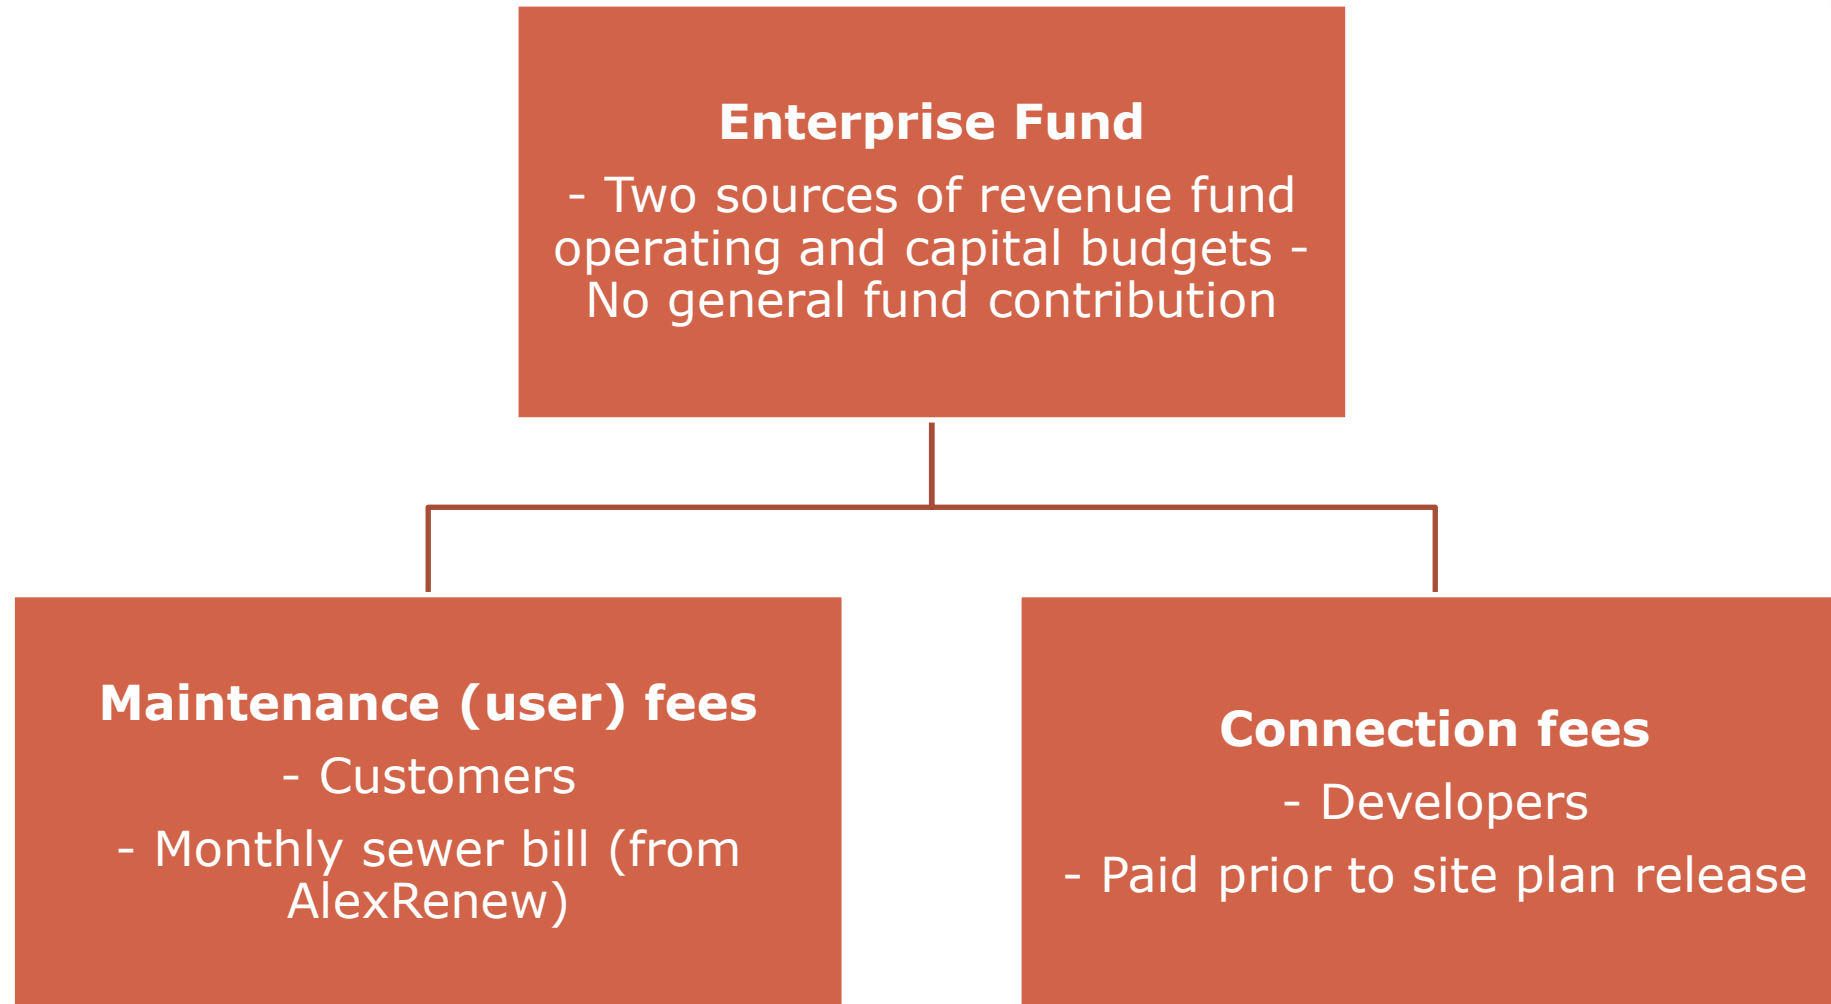 Enterprise Fund
- Two sources of revenue fund
operating and capital budgets -
No general fund contribution
Maintenance (user) fees
- Customers
- Monthly sewer bill (from
AlexRenew)
Connection fees
- Developers
- Paid prior to site plan release